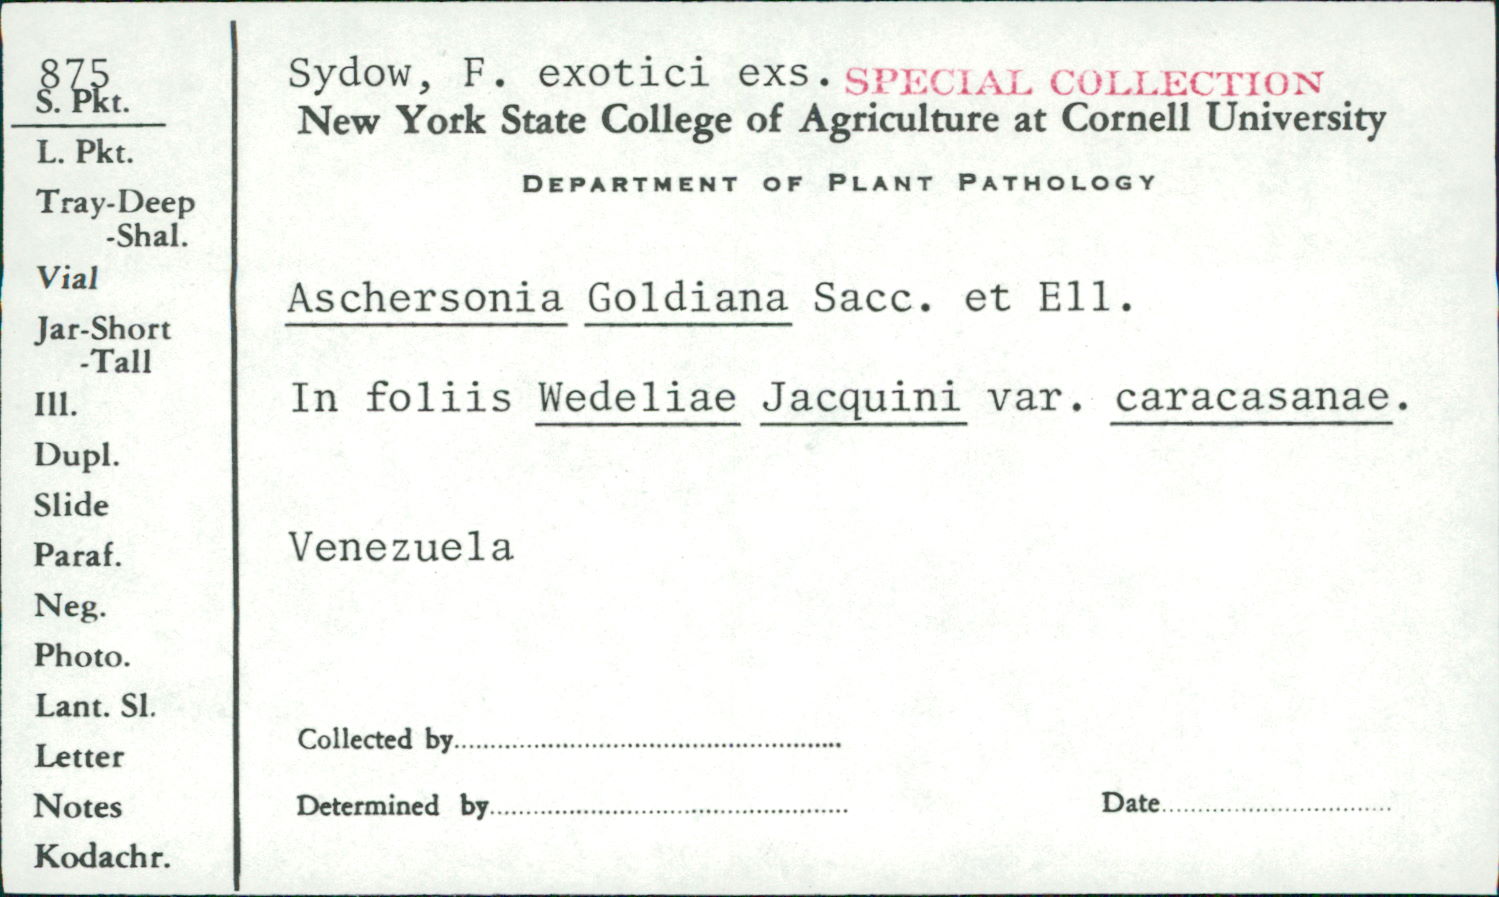 875
S. Pkt.
L. Pkt.
Tray-Deep
-Shal.
Vial
Jar-Short
-Tall
Ill.
Dupl.
Slide
Paraf.
Neg.
Photo.
Lant. Sl.
Letter
Notes
Kodachr.
Sydow, F. exotici exs. SPECIAL COLLECTION
New York State College of Agriculture at Cornell University
DEPARTMENT OF PLANT PATHOLOGY
Aschersonia Goldiana Sacc. et Ell.
In foliis Wedeliae Jacquini var. caracasanae.
Venezuela
Collected by
Determined by
Date